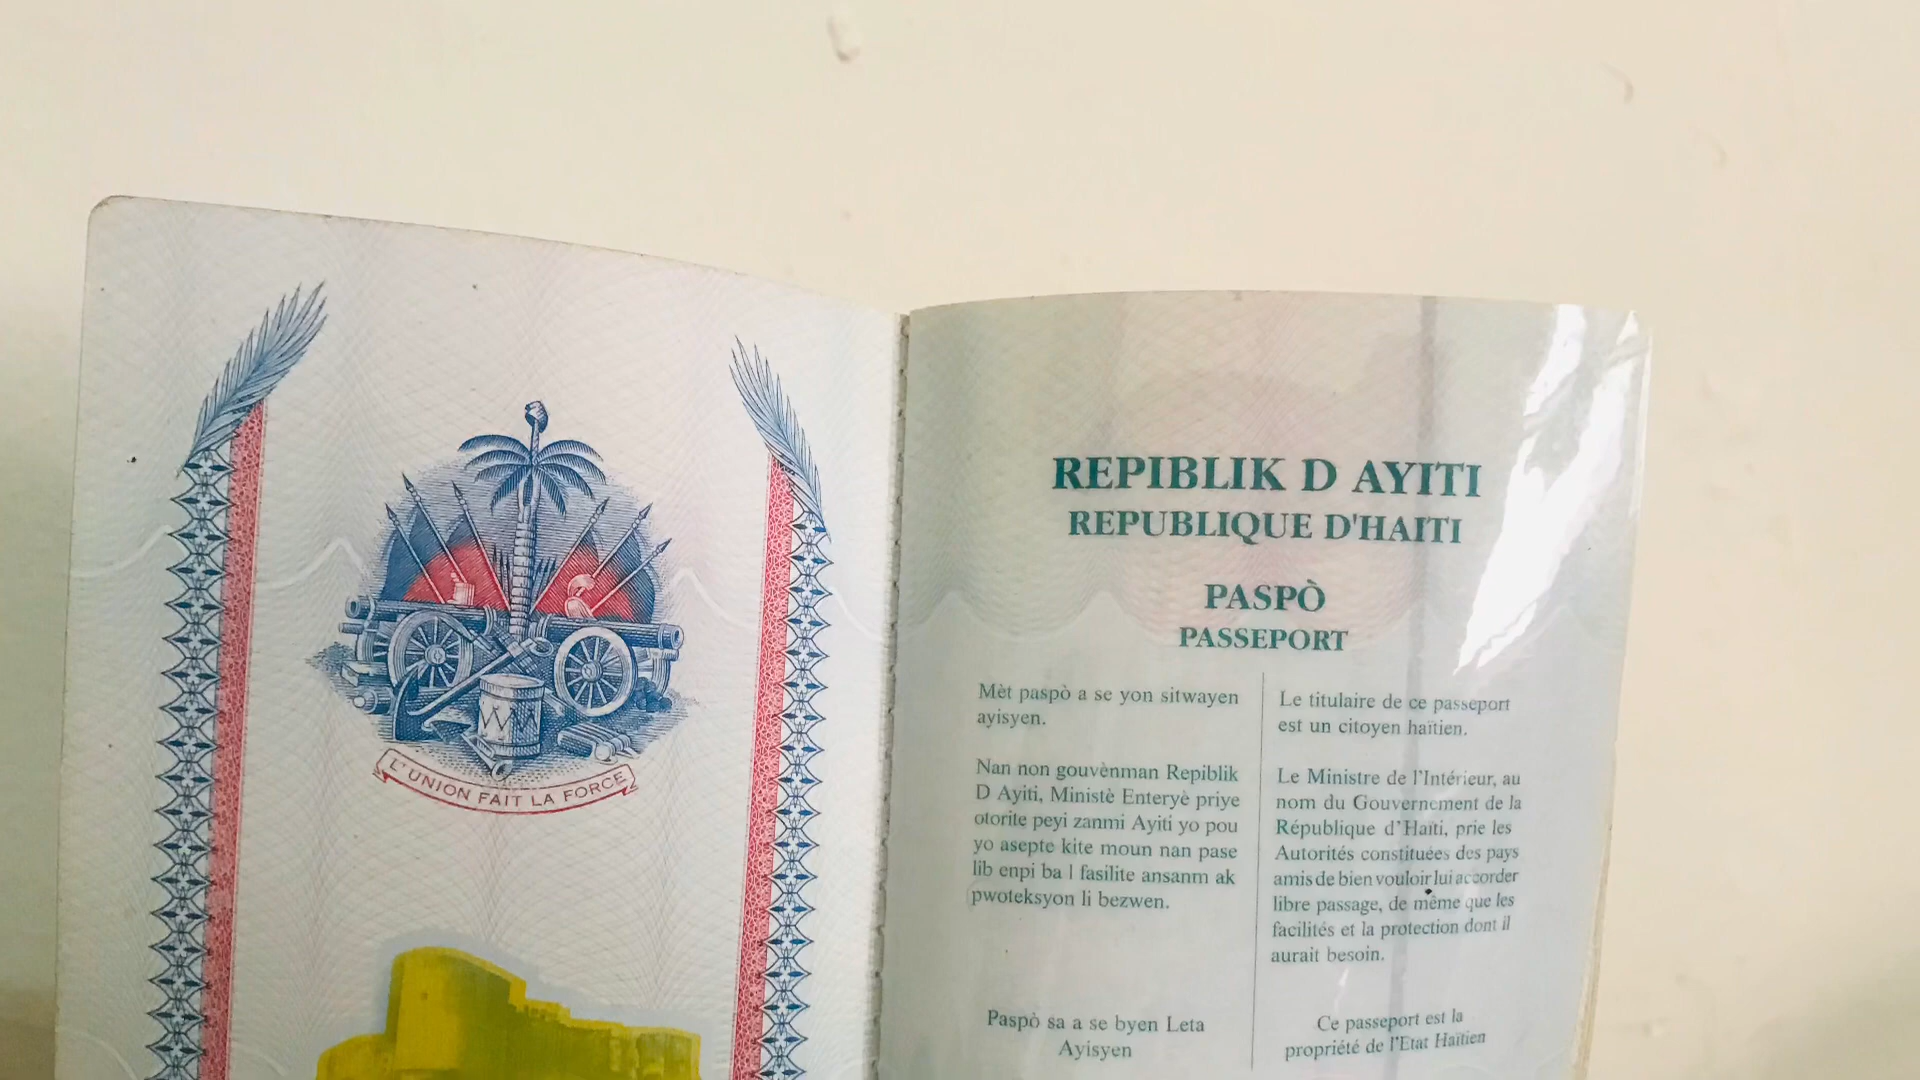 L'UNION FAIT LA FORCE
REPIBLIK D AYITI
REPUBLIQUE D'HAITI
PASPÒ
PASSEPORT
Mèt paspò a se yon sitwayen
ayisyen.
Nan non gouvènman Repiblik
D Ayiti, Ministè Enteryè priye
otorite peyi zanmi Ayiti yo pou
yo asepte kite moun nan pase
lib enpi ba l fasilite ansanm ak
pwoteksyon li bezwen.
Paspò sa a se byen Leta
Ayisyen
Le titulaire de ce passeport
est un citoyen haïtien.
Le Ministre de l'Intérieur, au
nom du Gouvernement de la
République d'Haïti, prie les
Autorités constituées des pays
amis de bien vouloir lui accorder
libre passage, de même que les
facilités et la protection dont il
aurait besoin.
Ce passeport est la
propriété de l'Etat Haïtien